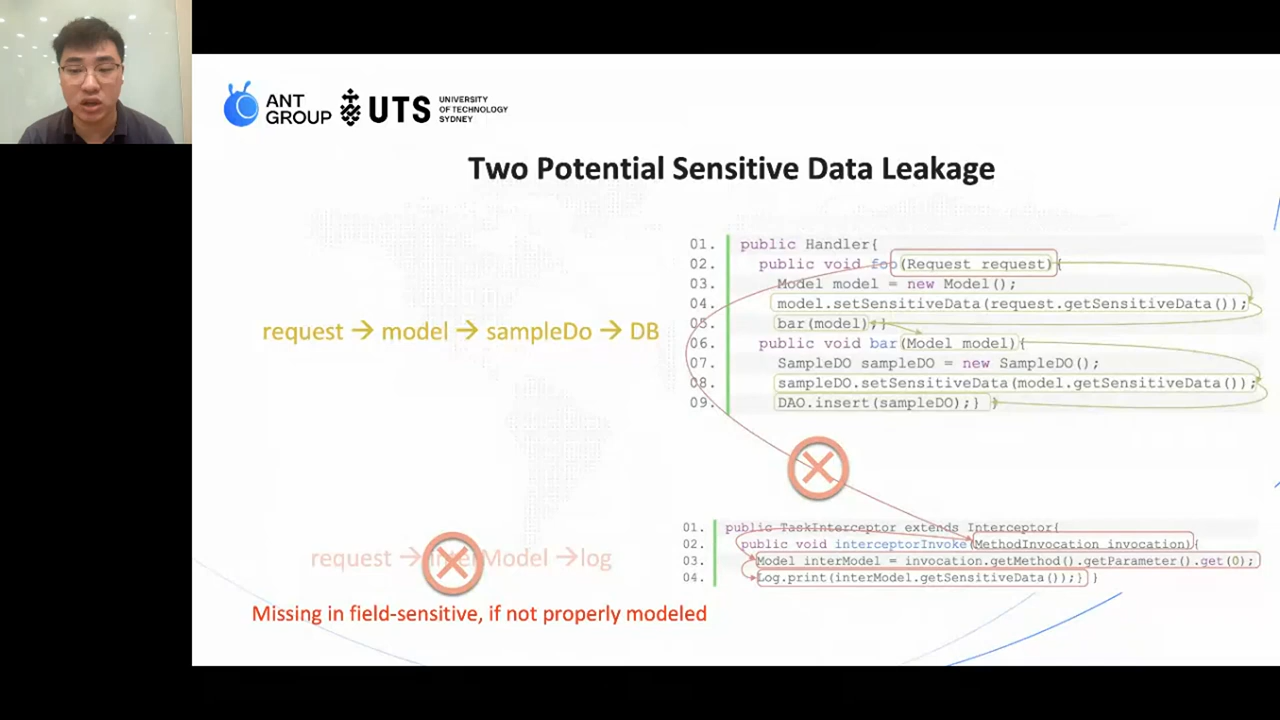 ANT
GROUP
UTS
UNIVERSITY
OF TECHNOLOGY
SYDNEY
Two Potential Sensitive Data Leakage
request → model → sampleDo → DB
01. public Handler{
02. public void foo(Request request){
03. Model model = new Model();
04. model.setSensitiveData(request.getSensitiveData());
05. bar(model);}
06. public void bar(Model model){
07. SampleDO sampleDO = new SampleDO();
08. sampleDO.setSensitiveData(model.getSensitiveData());
09. DAO.insert(sampleDO);} }
request → interModel → log
Missing in field-sensitive, if not properly modeled
01. public TaskInterceptor extends Interceptor{
02. public void interceptorInvoke(MethodInvocation invocation){
03. Model interModel = invocation.getMethod().getParameter().get(0);
04. Log.print(interModel.getSensitiveData());} }